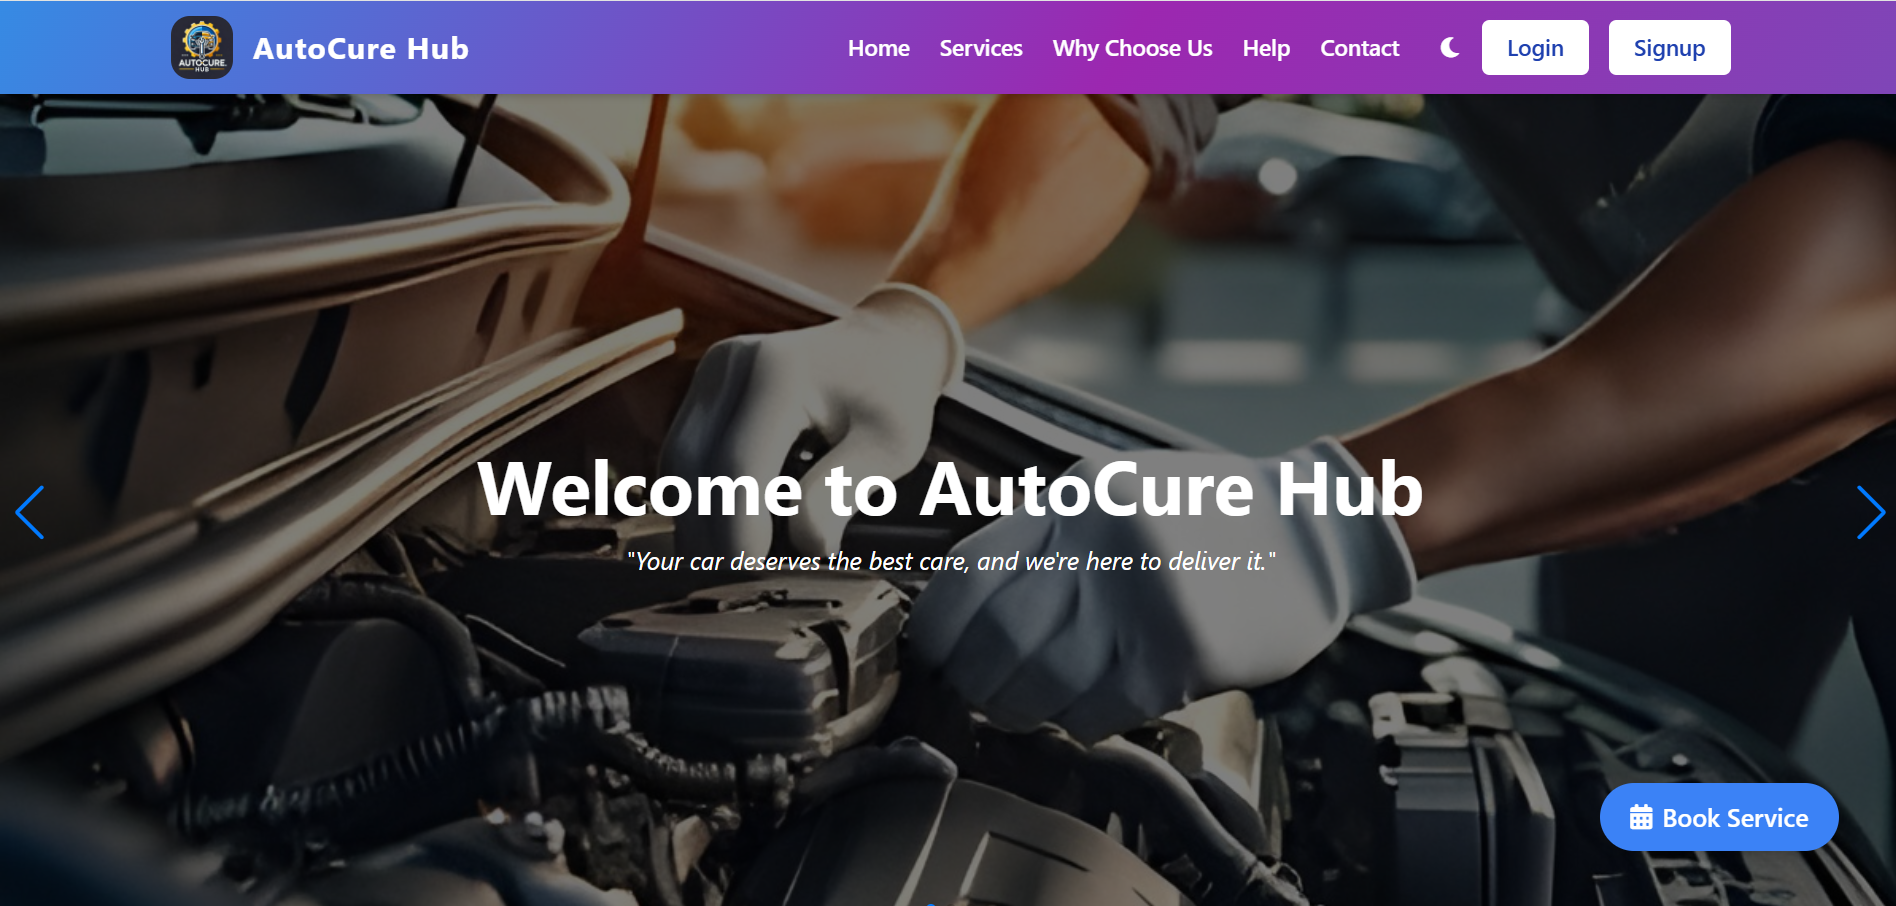 AUTOCURE
HUB
AutoCure Hub
Home
Services
Why Choose Us
Help
Contact
Login
Signup
Welcome to AutoCure Hub
"Your car deserves the best care, and we're here to deliver it."
Book Service